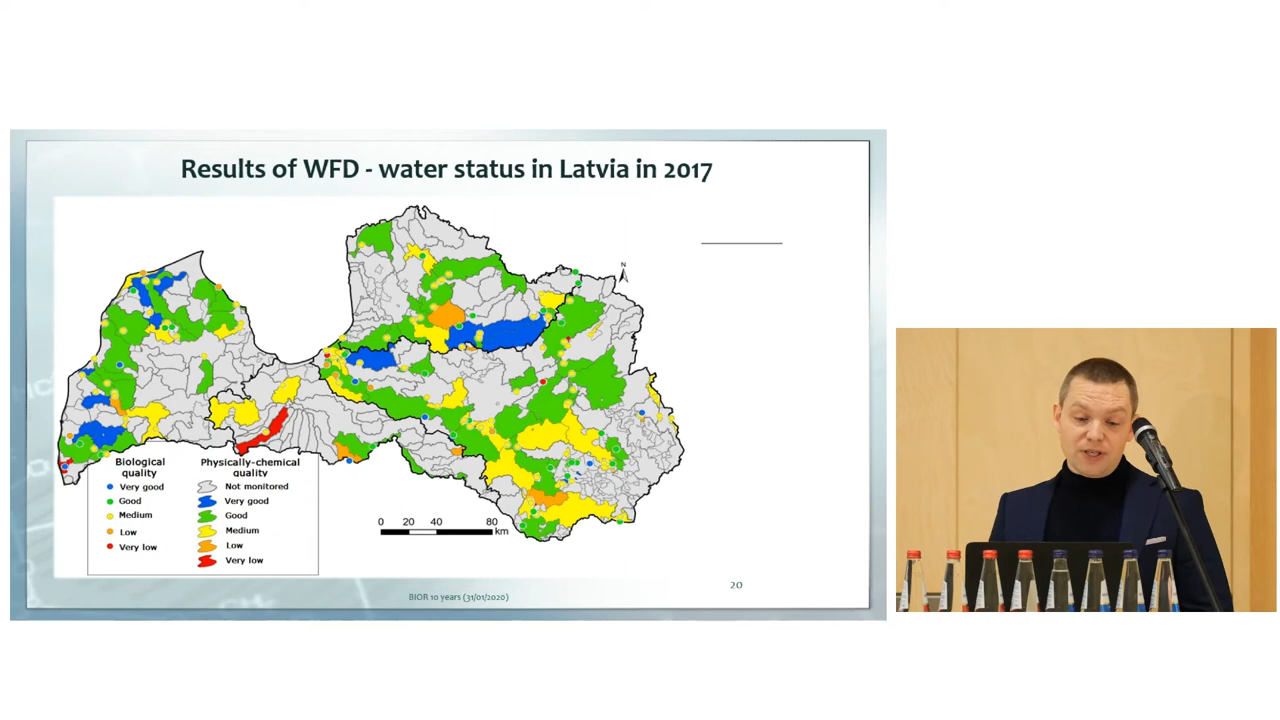 Results of WFD - water status in Latvia in 2017
N
Biological
quality
Very good
Good
Medium
Low
Very low
Physically-chemical
quality
Not monitored
Very good
Good
Medium
Low
Very low
0 20 40 80
km
20
BIOR 10 years (31/01/2020)